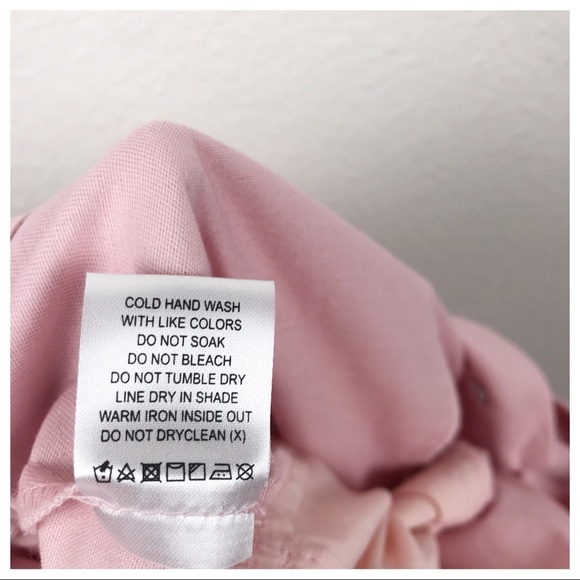 COLD HAND WASH
WITH LIKE COLORS
DO NOT SOAK
DO NOT BLEACH
DO NOT TUMBLE DRY
LINE DRY IN SHADE
WARM IRON INSIDE OUT
DO NOT DRYCLEAN (X)